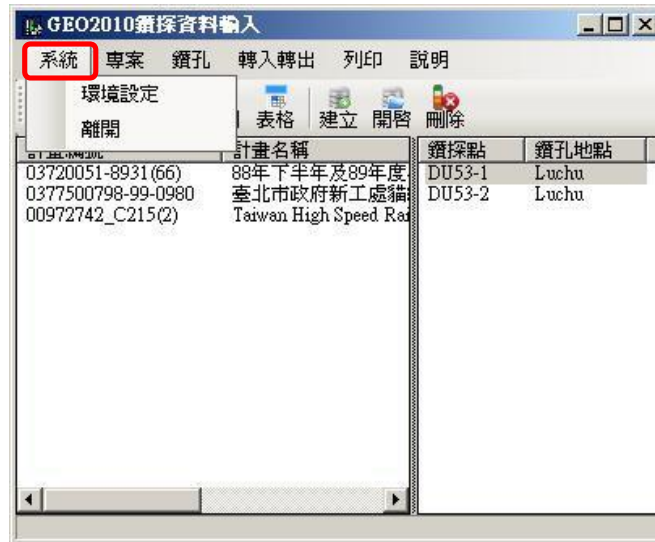 GEO2010鑽探資料輸入
系統 專案 鑽孔 轉入轉出 列印 說明
環境設定
離開
表格 建立 開啓 刪除
計畫名稱 鑽探點 鑽孔地點
03720051-8931(66) 88年下半年及89年度 DU53-1 Luchu
0377500798-99-0980 臺北市政府新工處貓 DU53-2 Luchu
00972742_C215(2) Taiwan High Speed Rai